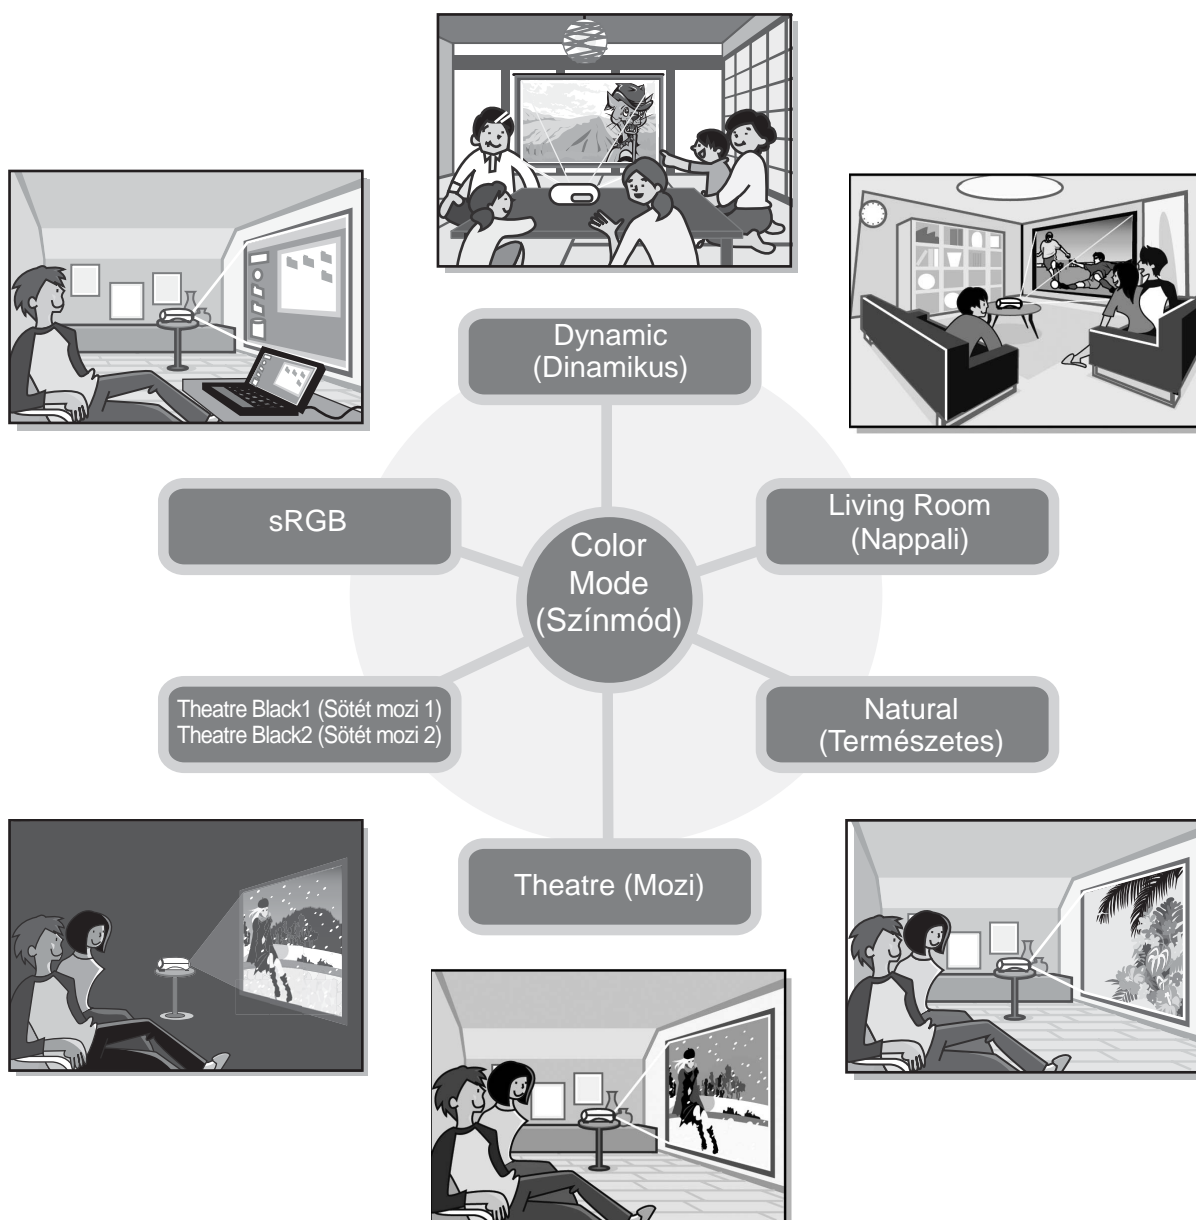 Dynamic
(Dinamikus)
sRGB
Living Room
(Nappali)
Color
Mode
(Színmód)
Theatre Black1 (Sötét mozi 1)
Theatre Black2 (Sötét mozi 2)
Natural
(Természetes)
Theatre (Mozi)